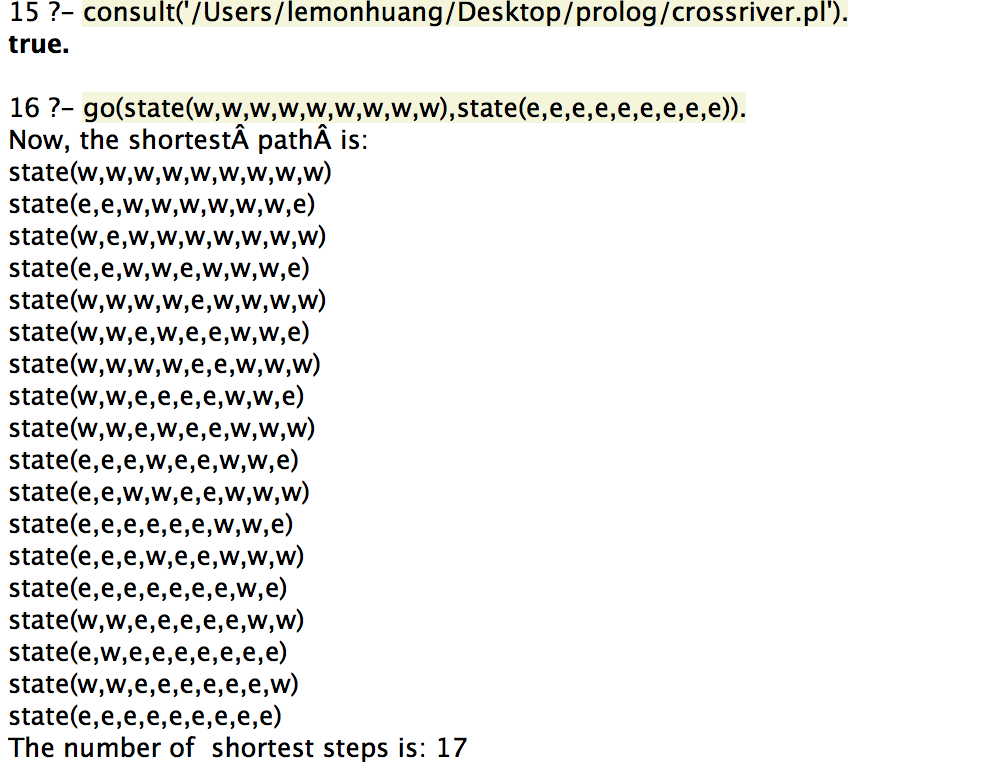 15 ?- consult('/Users/lemonhuang/Desktop/prolog/crossriver.pl').
true.
16 ?- go(state(w,w,w,w,w,w,w,w,w),state(e,e,e,e,e,e,e,e,e)).
Now, the shortestÂ pathÂ is:
state(w,w,w,w,w,w,w,w,w)
state(e,e,w,w,w,w,w,w,e)
state(w,e,w,w,w,w,w,w,w)
state(e,e,w,w,e,w,w,w,e)
state(w,w,w,w,e,w,w,w,w)
state(w,w,e,w,e,e,w,w,e)
state(w,w,w,w,e,e,w,w,w)
state(w,w,e,e,e,e,w,w,e)
state(w,w,e,w,e,e,w,w,w)
state(e,e,e,w,e,e,w,w,e)
state(e,e,w,w,e,e,w,w,w)
state(e,e,e,e,e,e,w,w,e)
state(e,e,e,w,e,e,w,w,w)
state(e,e,e,e,e,e,e,w,e)
state(w,w,e,e,e,e,e,w,w)
state(e,w,e,e,e,e,e,e,e)
state(w,w,e,e,e,e,e,e,w)
state(e,e,e,e,e,e,e,e,e)
The number of  shortest steps is: 17